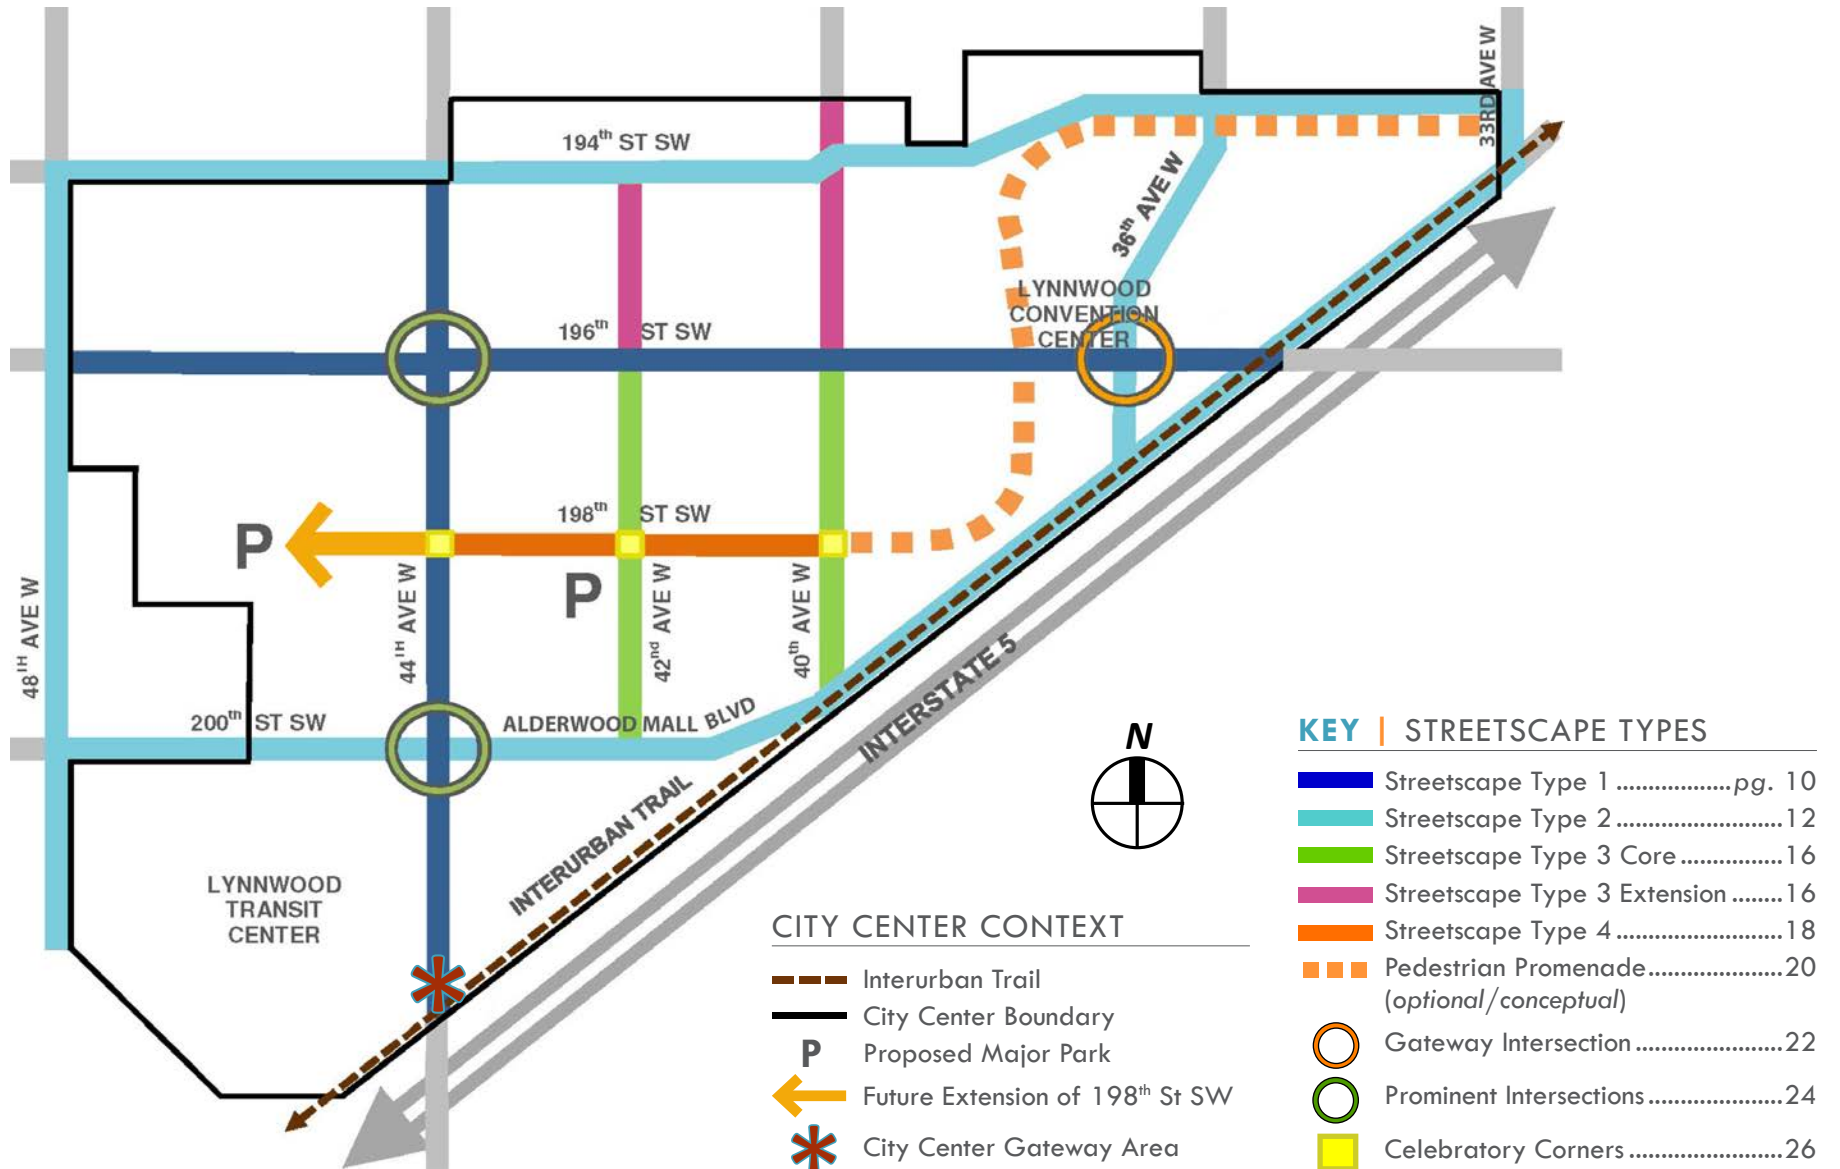 33RD AVE W
194th ST SW
36th AVE W
LYNNWOOD
CONVENTION
CENTER
196th ST SW
198th ST SW
P
P
48TH AVE W
44TH AVE W
42nd AVE W
40th AVE W
200th ST SW
ALDERWOOD MALL BLVD
INTERSTATE 5
INTERURBAN TRAIL
LYNNWOOD
TRANSIT
CENTER
N
CITY CENTER CONTEXT
Interurban Trail
City Center Boundary
P Proposed Major Park
Future Extension of 198th St SW
City Center Gateway Area
KEY | STREETSCAPE TYPES
Streetscape Type 1 .................. pg. 10
Streetscape Type 2 ..........................12
Streetscape Type 3 Core ................16
Streetscape Type 3 Extension ........16
Streetscape Type 4 ..........................18
Pedestrian Promenade.....................20
(optional/conceptual)
Gateway Intersection .......................22
Prominent Intersections.....................24
Celebratory Corners ........................26